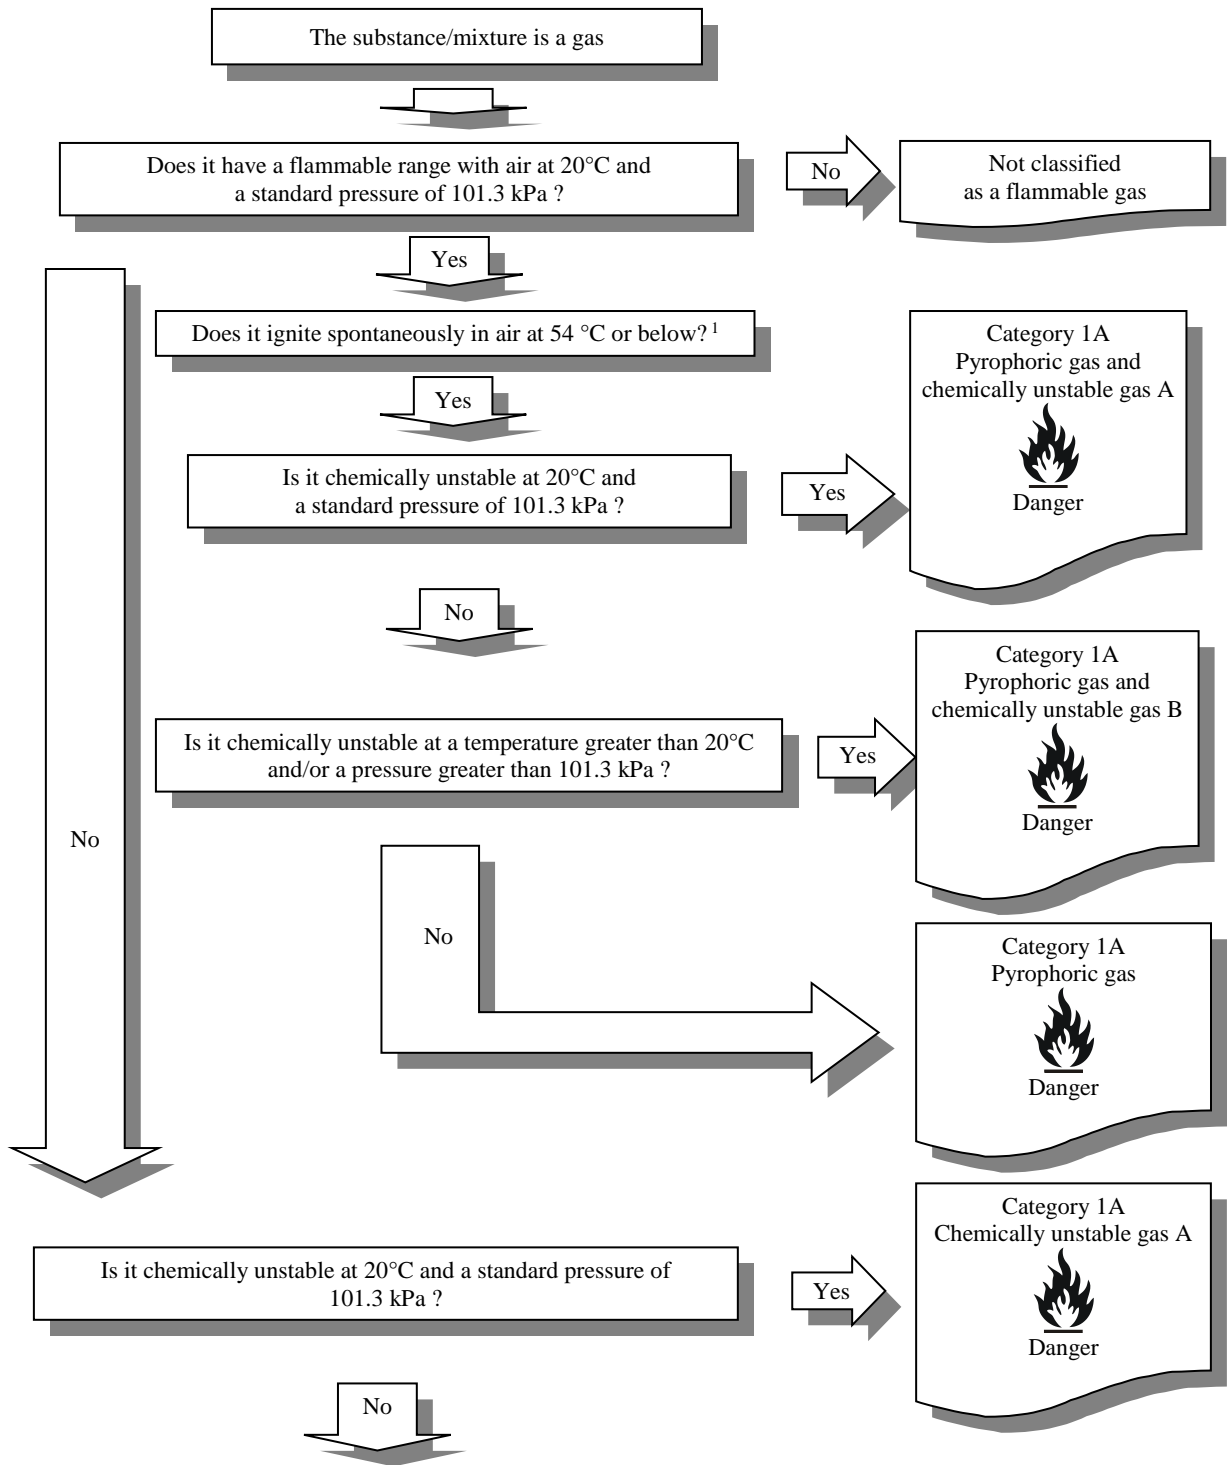 The substance/mixture is a gas
Does it have a flammable range with air at 20°C and
a standard pressure of 101.3 kPa ?
No
Not classified
as a flammable gas
Yes
Does it ignite spontaneously in air at 54 °C or below? 1
Category 1A
Pyrophoric gas and
chemically unstable gas A
Danger
Yes
Is it chemically unstable at 20°C and
a standard pressure of 101.3 kPa ?
Yes
No
Category 1A
Pyrophoric gas and
chemically unstable gas B
Danger
Is it chemically unstable at a temperature greater than 20°C
and/or a pressure greater than 101.3 kPa ?
Yes
No
No
Category 1A
Pyrophoric gas
Danger
Is it chemically unstable at 20°C and a standard pressure of
101.3 kPa ?
Yes
Category 1A
Chemically unstable gas A
Danger
No